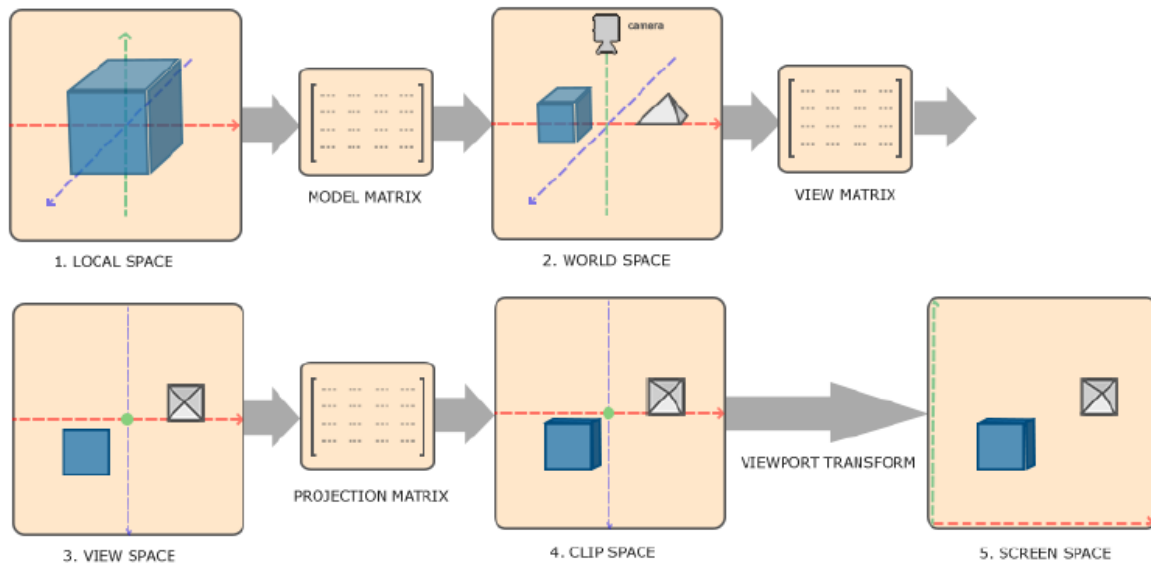 camera
MODEL MATRIX
VIEW MATRIX
1. LOCAL SPACE
2. WORLD SPACE
PROJECTION MATRIX
VIEWPORT TRANSFORM
3. VIEW SPACE
4. CLIP SPACE
5. SCREEN SPACE